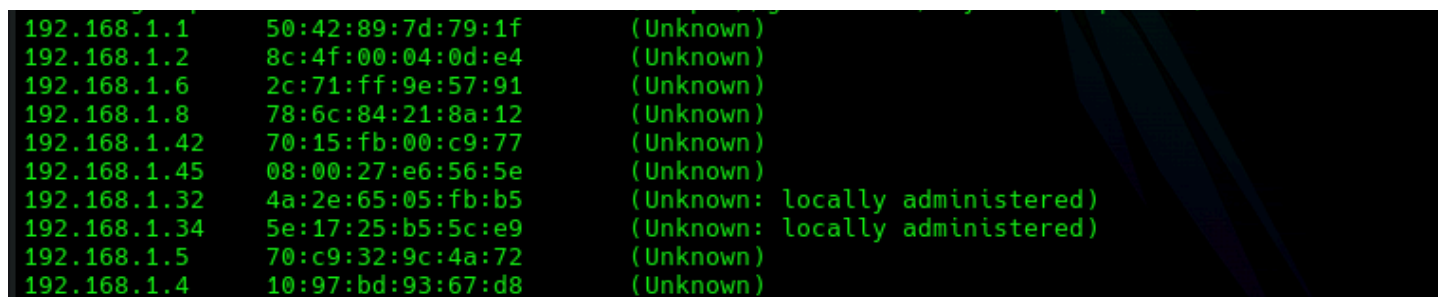 192.168.1.1 50:42:89:7d:79:1f (Unknown)
192.168.1.2 8c:4f:00:04:0d:e4 (Unknown)
192.168.1.6 2c:71:ff:9e:57:91 (Unknown)
192.168.1.8 78:6c:84:21:8a:12 (Unknown)
192.168.1.42 70:15:fb:00:c9:77 (Unknown)
192.168.1.45 08:00:27:e6:56:5e (Unknown)
192.168.1.32 4a:2e:65:05:fb:b5 (Unknown: locally administered)
192.168.1.34 5e:17:25:b5:5c:e9 (Unknown: locally administered)
192.168.1.5 70:c9:32:9c:4a:72 (Unknown)
192.168.1.4 10:97:bd:93:67:d8 (Unknown)